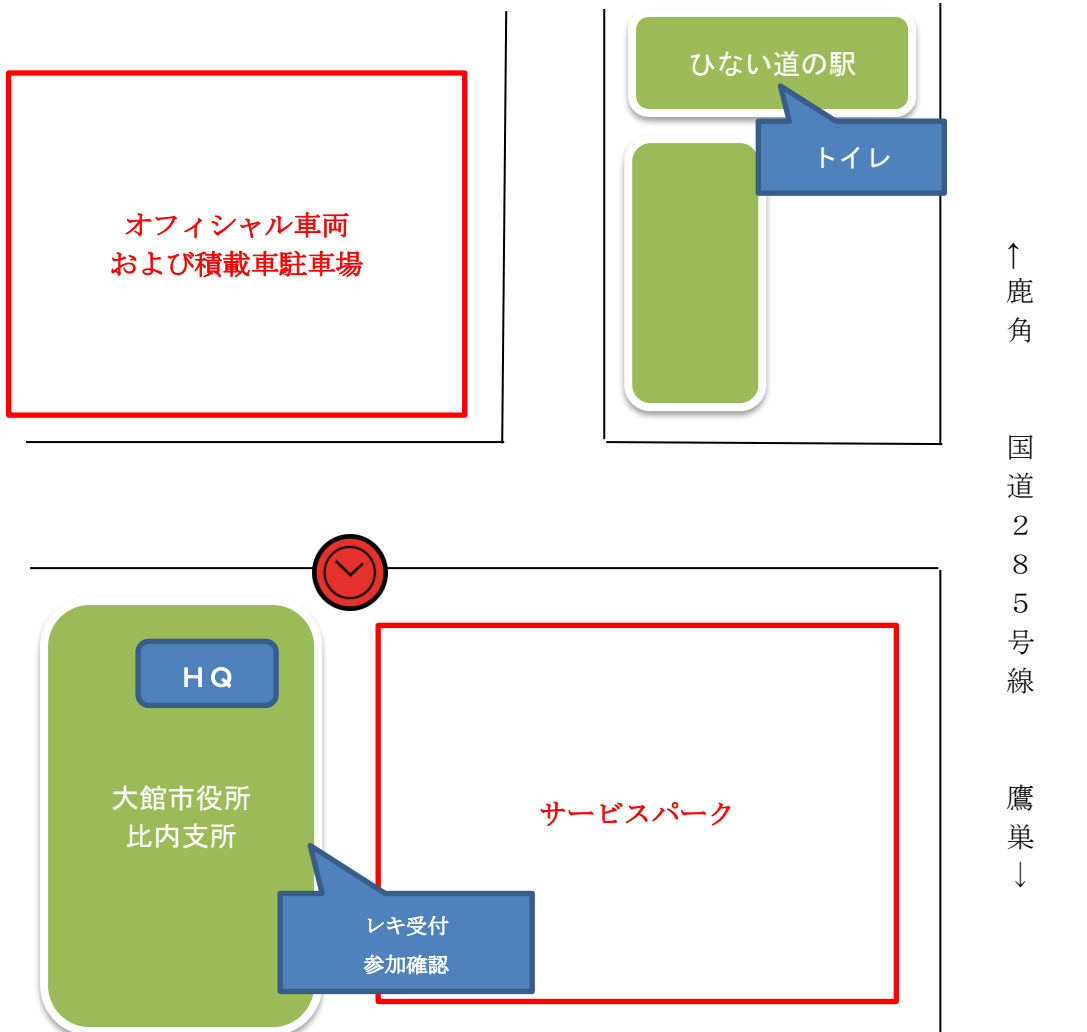 ひない道の駅
トイレ
オフィシャル車両
および積載車駐車場
↑鹿角　国道２８５号線　鷹巣↓
ＨＱ
大館市役所
比内支所
サービスパーク
レキ受付
参加確認